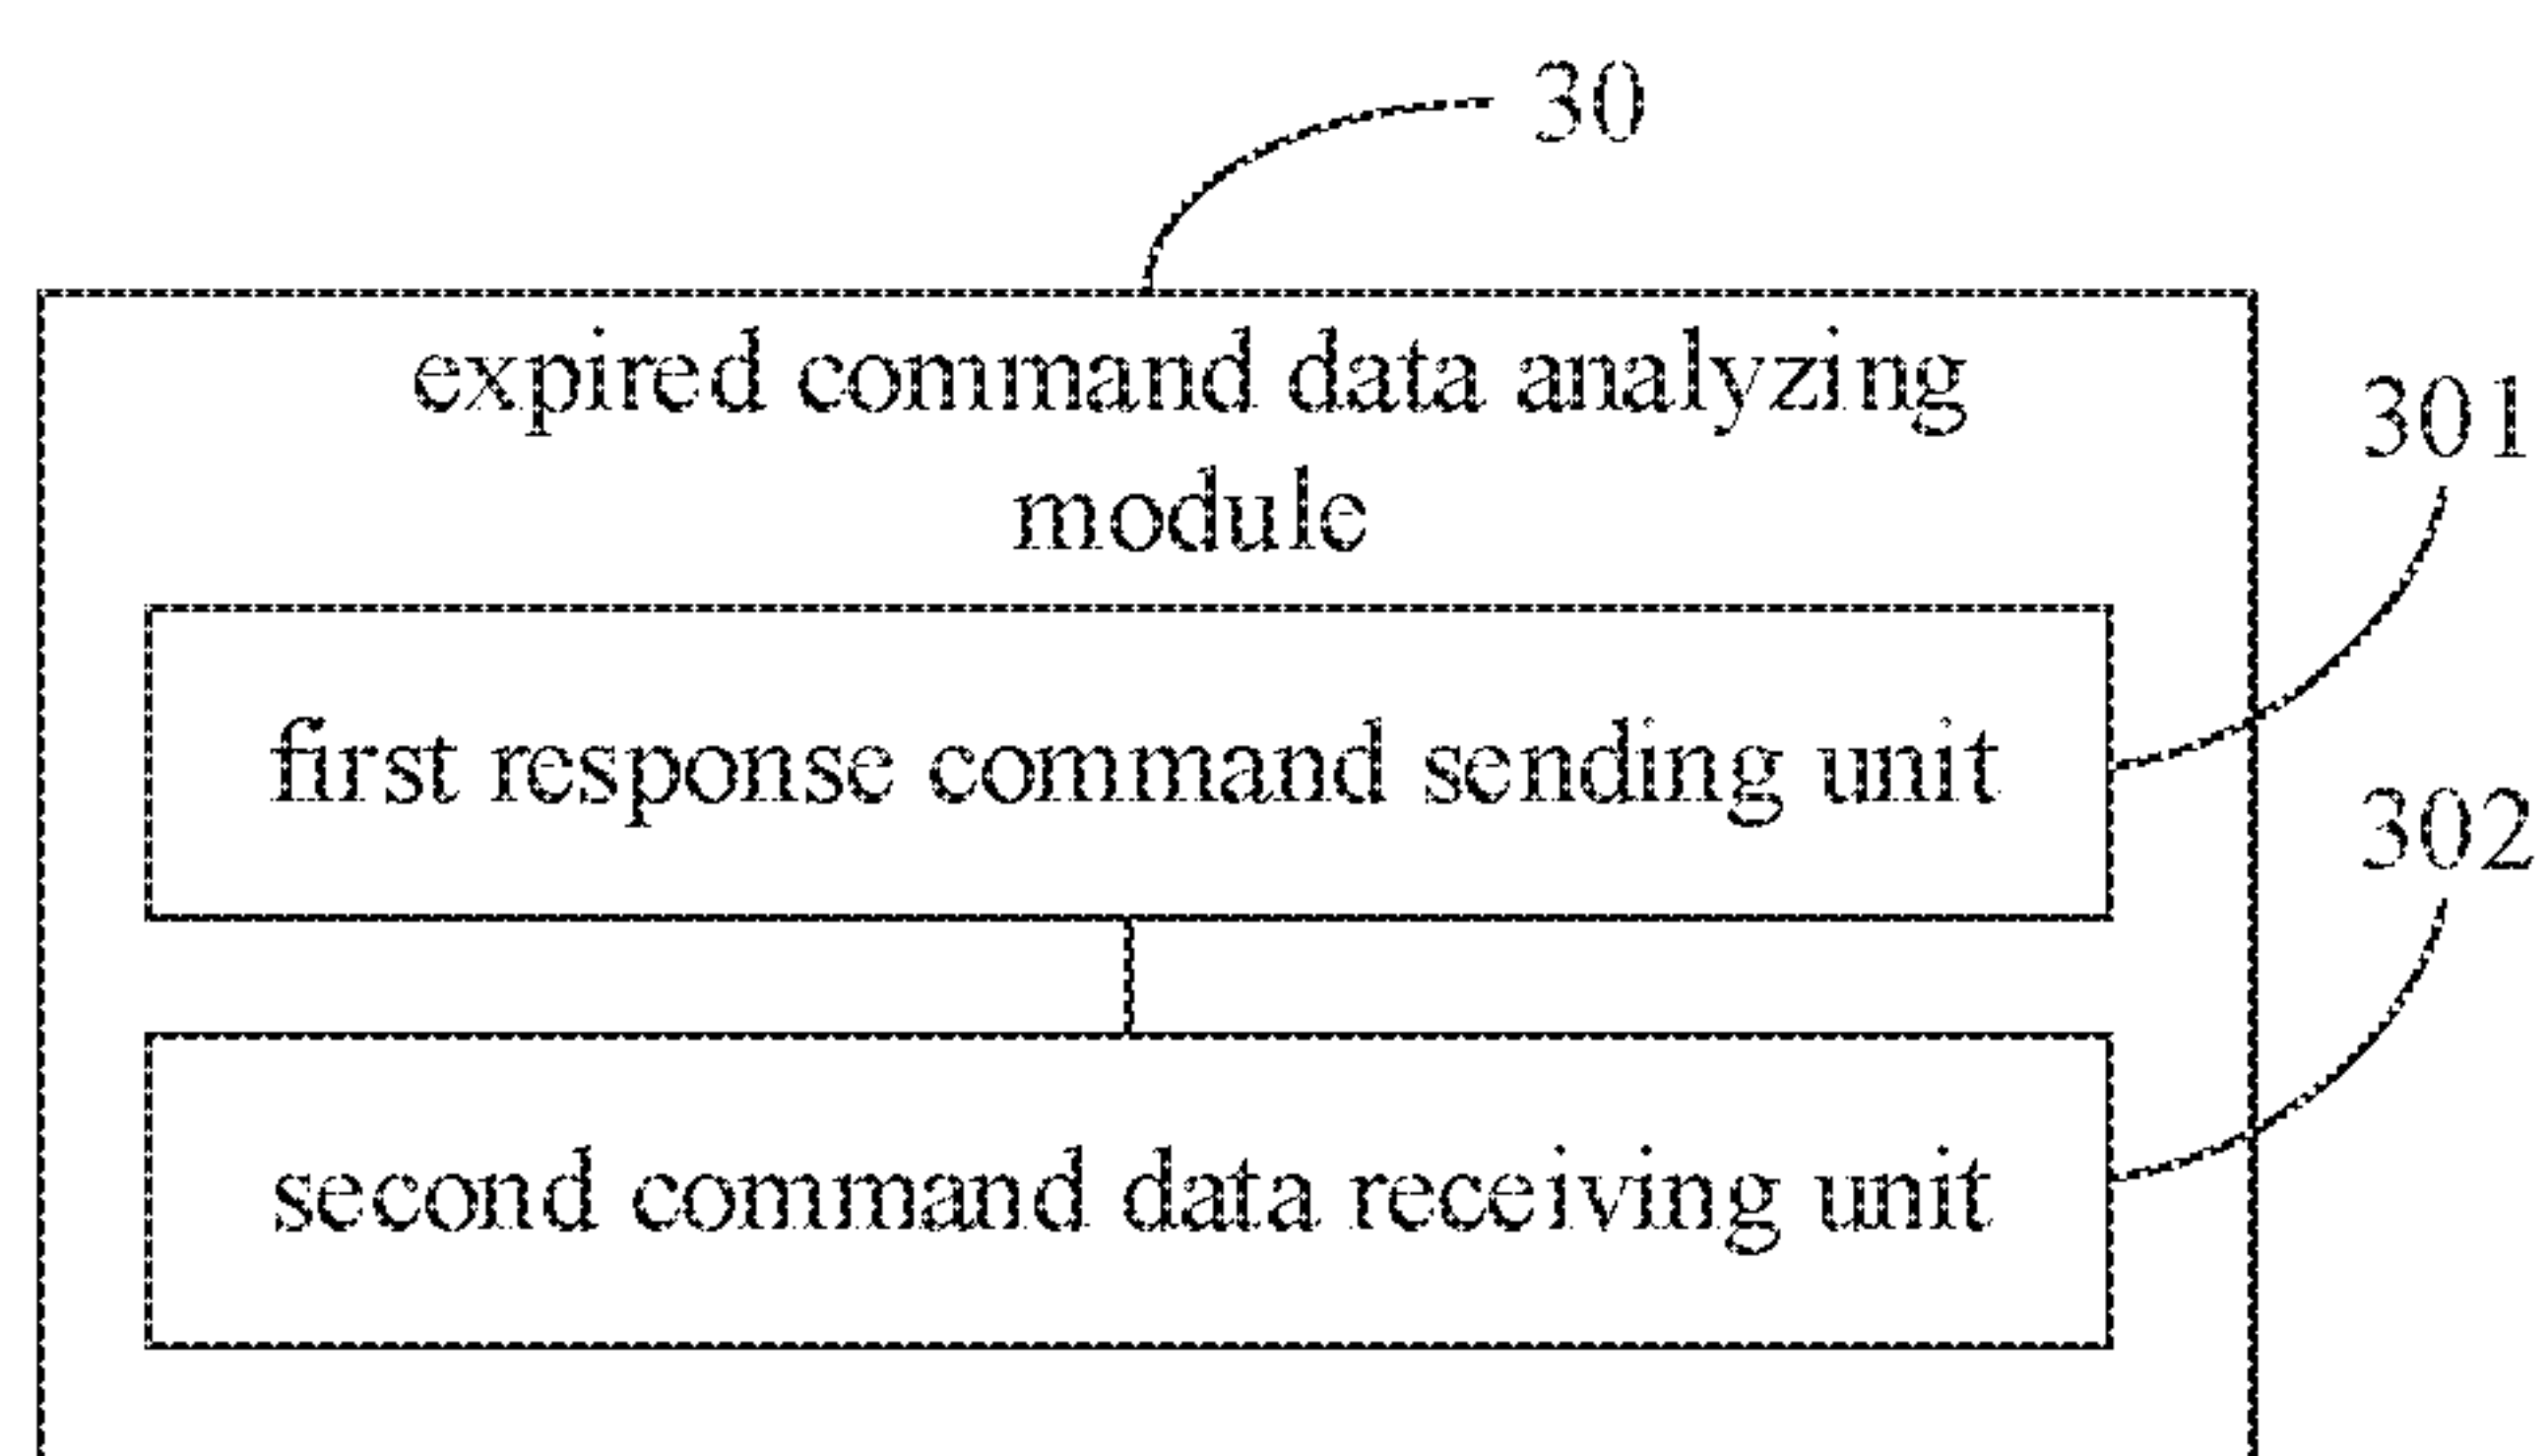 30
expired command data analyzing
module
301
first response command sending unit
302
second command data receiving unit